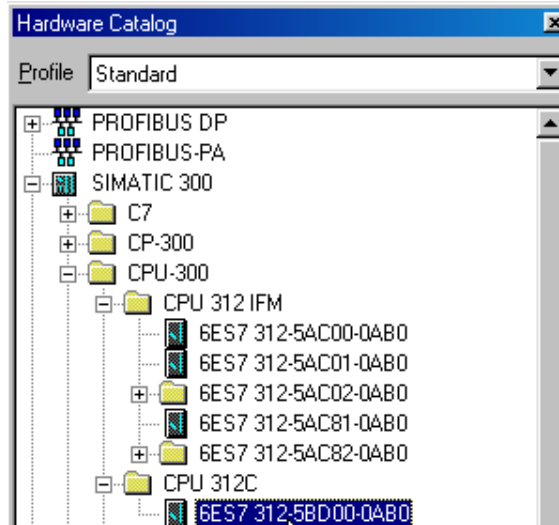 Hardware Catalog
Profile Standard
PROFIBUS DP
PROFIBUS-PA
SIMATIC 300
C7
CP-300
CPU-300
CPU 312 IFM
6ES7 312-5AC00-0AB0
6ES7 312-5AC01-0AB0
6ES7 312-5AC02-0AB0
6ES7 312-5AC81-0AB0
6ES7 312-5AC82-0AB0
CPU 312C
6ES7 312-5BD00-0AB0